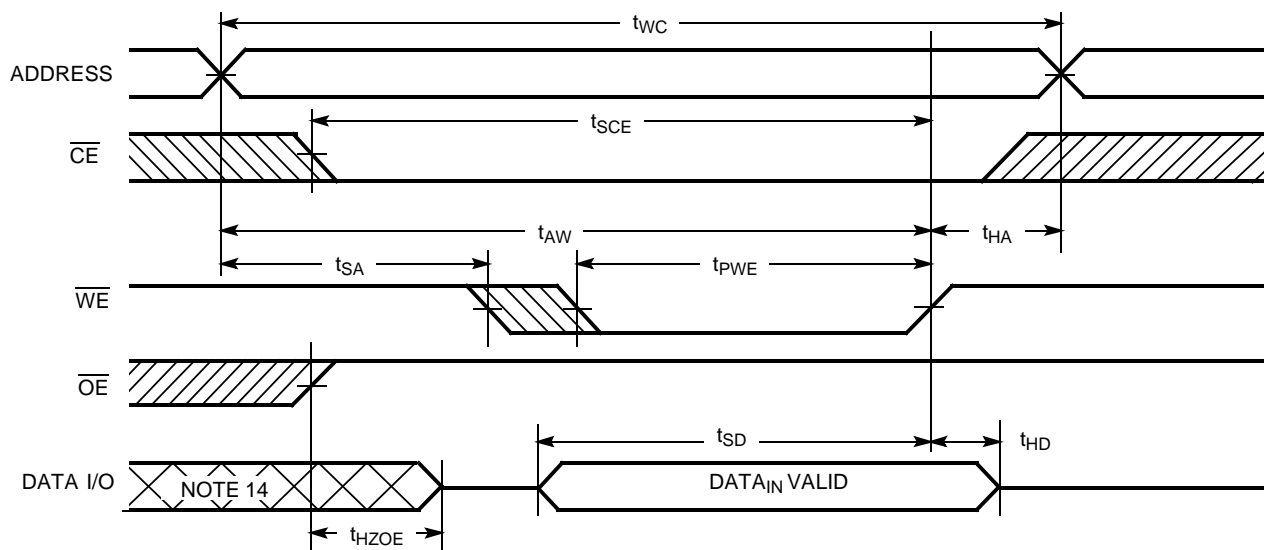 tWC
ADDRESS
tSCE
CE
tAW
tHA
tSA
tPWE
WE
OE
tSD
tHD
DATA I/O
NOTE 14
DATAIN VALID
tHZOE